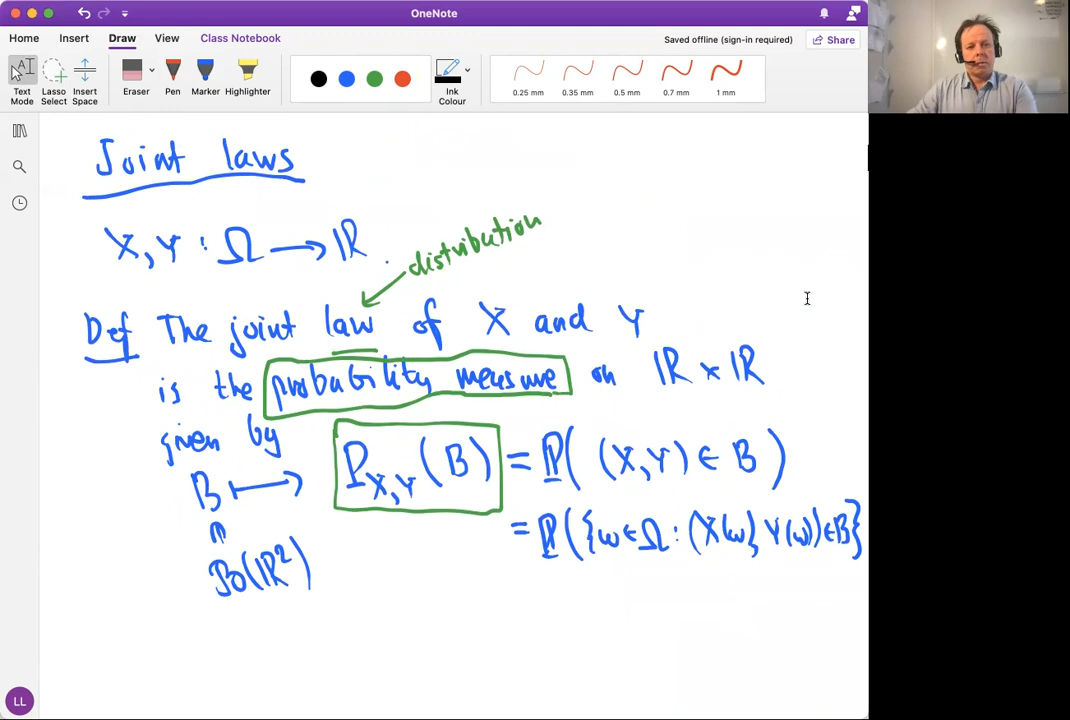 OneNote
Home Insert Draw View Class Notebook
Saved offline (sign-in required) Share
Text Mode
Lasso Select
Insert Space
Eraser
Pen
Marker
Highlighter
Ink Colour
0.25 mm 0.35 mm 0.5 mm 0.7 mm 1 mm
Joint laws
X, Y : Ω → ℝ.
distribution
Def The joint law of X and Y
is the probability measure on ℝ × ℝ
given by
B ↦ ℙ_{X,Y}(B) = ℙ( (X,Y) ∈ B )
= ℙ({ω∈Ω : (X(ω), Y(ω)) ∈ B}
B(ℝ²)
LL